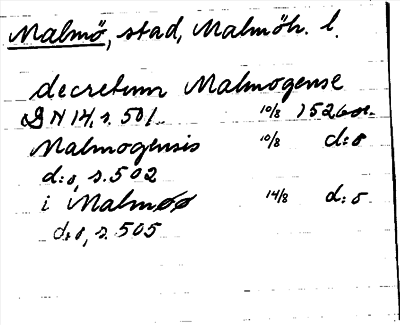 Malmö, stad, Malmöh. l.
decretum Malmogense
DN 14, s. 501. 10/8 1526 or.
Malmogensis 10/8 d:o
d:o, s. 502
i Malmøø 14/8 d:o
d:o, s. 505